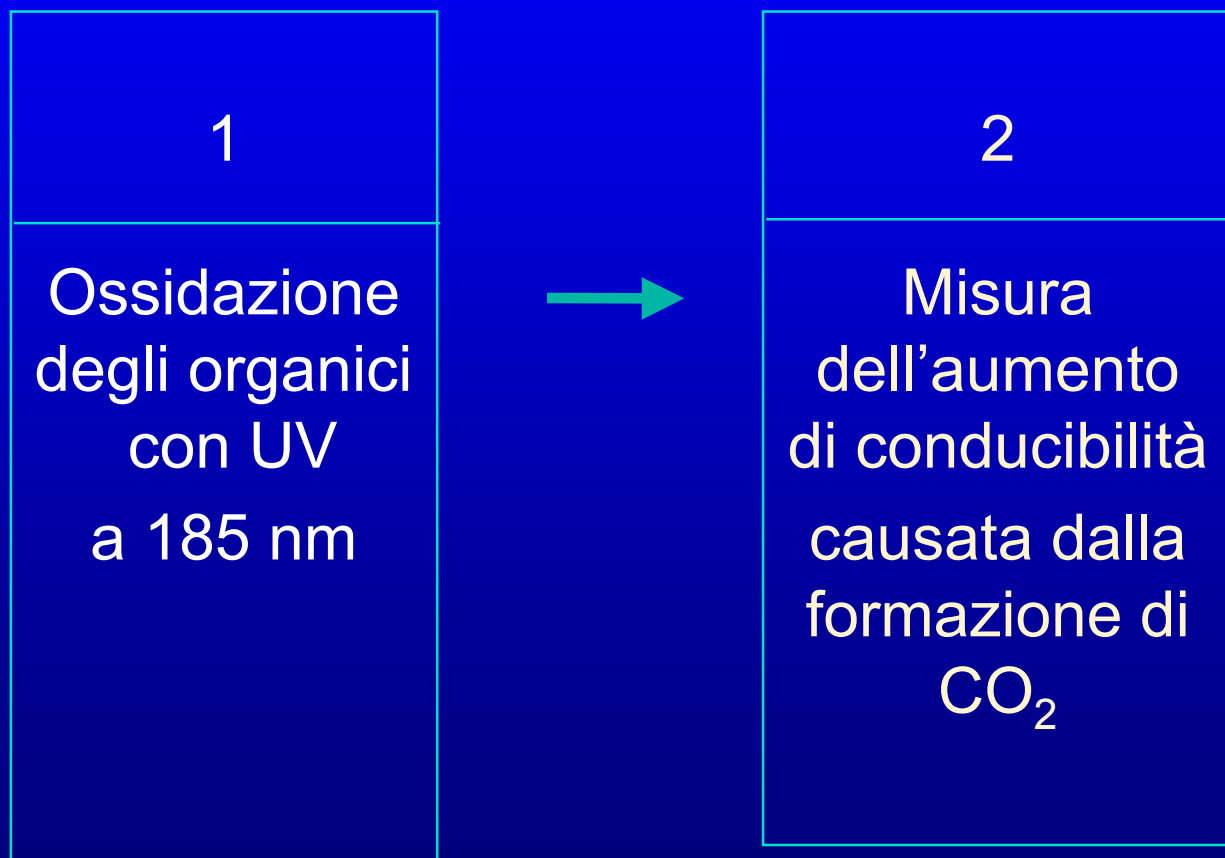 1
Ossidazione
degli organici
con UV
a 185 nm
2
Misura
dell’aumento
di conducibilità
causata dalla
formazione di
CO₂